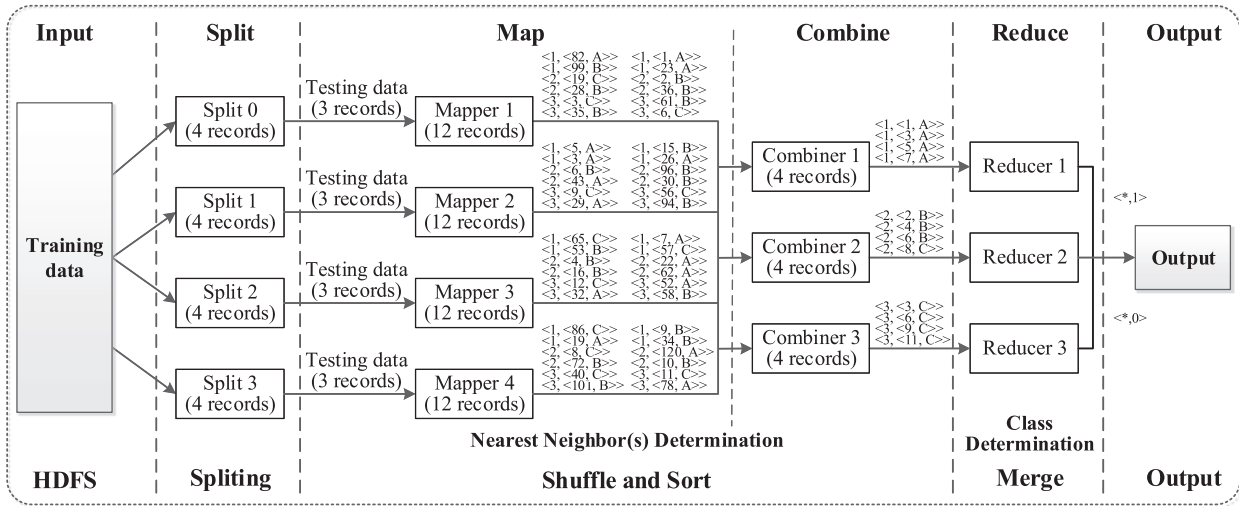 Input
Split
Map
Combine
Reduce
Output
Training
data
Split 0
(4 records)
Split 1
(4 records)
Split 2
(4 records)
Split 3
(4 records)
Testing data
(3 records)
Testing data
(3 records)
Testing data
(3 records)
Testing data
(3 records)
Mapper 1
(12 records)
Mapper 2
(12 records)
Mapper 3
(12 records)
Mapper 4
(12 records)
<1, <82, A>> <1, <1, A>>
<1, <99, B>> <1, <23, A>>
<2, <19, C>> <2, <2, B>>
<2, <28, B>> <2, <36, B>>
<3, <3, C>> <3, <61, B>>
<3, <35, B>> <3, <6, C>>
<1, <5, A>> <1, <15, B>>
<1, <3, A>> <1, <26, A>>
<2, <6, B>> <2, <96, B>>
<2, <43, A>> <2, <30, B>>
<3, <9, C>> <3, <56, C>>
<3, <29, A>> <3, <94, B>>
<1, <65, C>> <1, <7, A>>
<1, <53, B>> <1, <57, C>>
<2, <4, B>> <2, <22, A>>
<2, <16, B>> <2, <62, A>>
<3, <12, C>> <3, <52, A>>
<3, <32, A>> <3, <58, B>>
<1, <86, C>> <1, <9, B>>
<1, <19, A>> <1, <34, B>>
<2, <8, C>> <2, <120, A>>
<2, <72, B>> <2, <10, B>>
<3, <40, C>> <3, <11, C>>
<3, <101, B>> <3, <78, A>>
Combiner 1
(4 records)
Combiner 2
(4 records)
Combiner 3
(4 records)
<1, <1, A>>
<1, <3, A>>
<1, <5, A>>
<1, <7, A>>
<2, <2, B>>
<2, <4, B>>
<2, <6, B>>
<2, <8, C>>
<3, <3, C>>
<3, <6, C>>
<3, <9, C>>
<3, <11, C>>
Reducer 1
Reducer 2
Reducer 3
<*,1>
Output
<*,0>
Nearest Neighbor(s) Determination
Class
Determination
HDFS
Spliting
Shuffle and Sort
Merge
Output